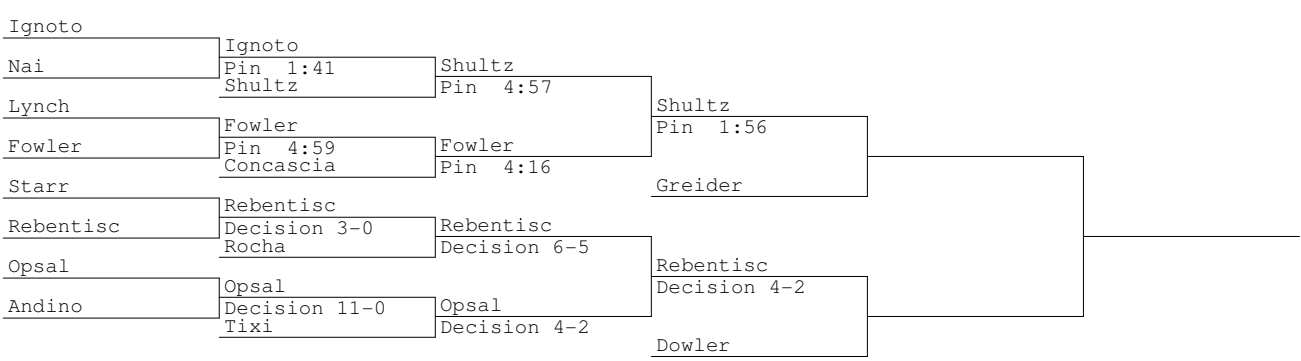 Ignoto
Nai
Lynch
Fowler
Starr
Rebentisc
Opsal
Andino
Ignoto
Pin 1:41
Shultz
Fowler
Pin 4:59
Concascia
Rebentisc
Decision 3-0
Rocha
Opsal
Decision 11-0
Tixi
Shultz
Pin 4:57
Fowler
Pin 4:16
Rebentisc
Decision 6-5
Opsal
Decision 4-2
Shultz
Pin 1:56
Greider
Rebentisc
Decision 4-2
Dowler